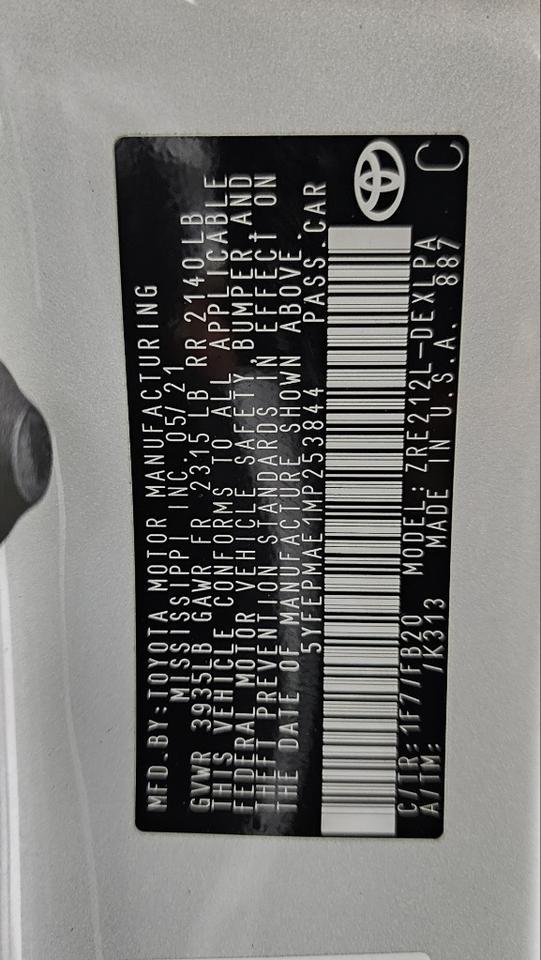 MFD.BY:TOYOTA MOTOR MANUFACTURING
MISSISSIPPI INC. 05/21
GVWR 3935LB GAWR FR 2315 LB RR 2140 LB
THIS VEHICLE CONFORMS TO ALL APPLICABLE
FEDERAL MOTOR VEHICLE SAFETY, BUMPER AND
THEFT PREVENTION STANDARDS IN EFFECT ON
THE DATE OF MANUFACTURE SHOWN ABOVE.
5YFEPMAE1MP253844 PASS.CAR
C/TR:1F7/FB20 MODEL:ZRE212L-DEXLPA
A/TM: /K313 MADE IN U.S.A. 887
C